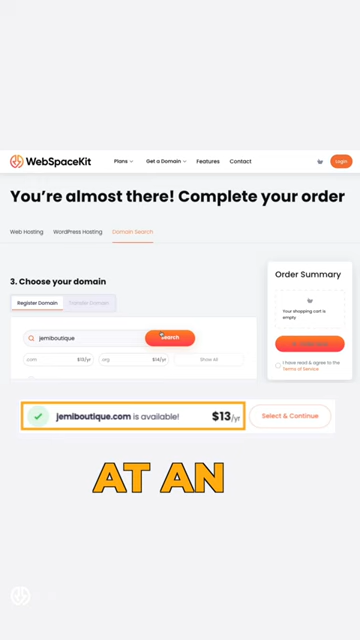 WebSpaceKit
Plans Get a Domain Features Contact Login
You're almost there! Complete your order
Web Hosting WordPress Hosting Domain Search
3. Choose your domain
Register Domain Transfer Domain
jemiboutique Search
.com $13/yr .org $14/yr Show All
Order Summary
Your shopping cart is
empty
I have read & agree to the
Terms of Service
jemiboutique.com is available! $13/yr Select & Continue
AT AN